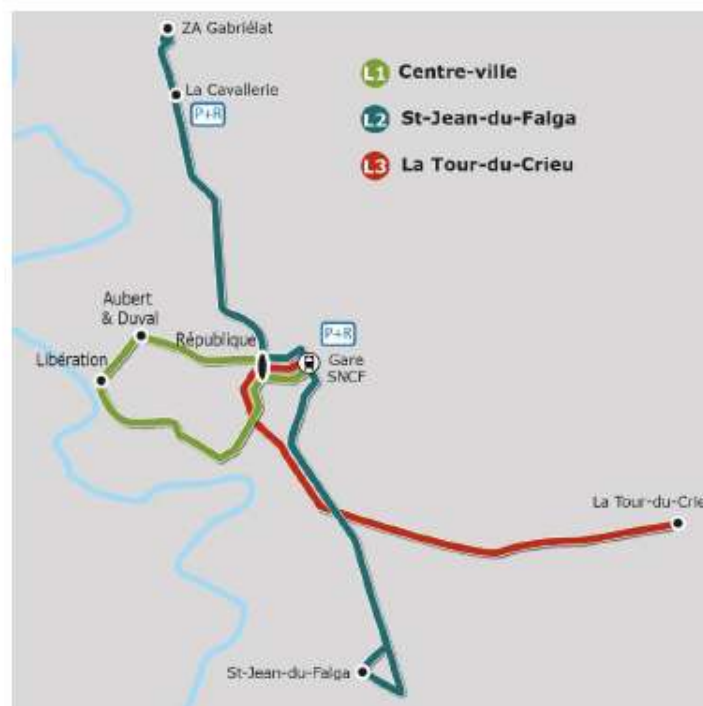 ZA Gabriélat
La Cavallerie
P+R
L1 Centre-ville
L2 St-Jean-du-Falga
L3 La Tour-du-Crieu
Aubert
& Duval
République
P+R
Libération
Gare
SNCF
La Tour-du-Crie
St-Jean-du-Falga